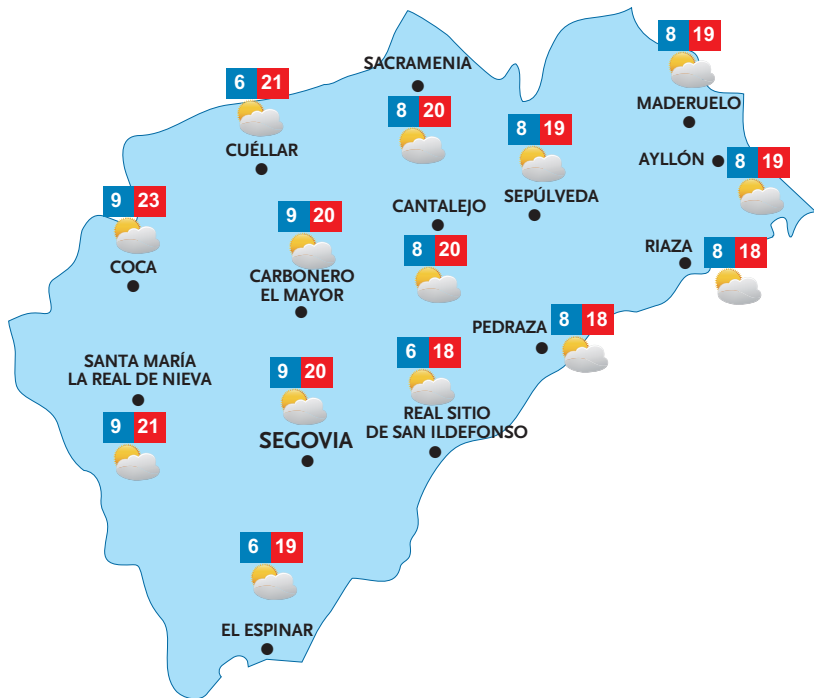 8 19
MADERUELO
SACRAMENIA
8 20
6 21
CUÉLLAR
8 19
SEPÚLVEDA
AYLLÓN
8 19
9 23
COCA
9 20
CARBONERO
EL MAYOR
CANTALEJO
8 20
RIAZA
8 18
PEDRAZA
8 18
SANTA MARÍA
LA REAL DE NIEVA
9 21
9 20
SEGOVIA
6 18
REAL SITIO
DE SAN ILDEFONSO
6 19
EL ESPINAR